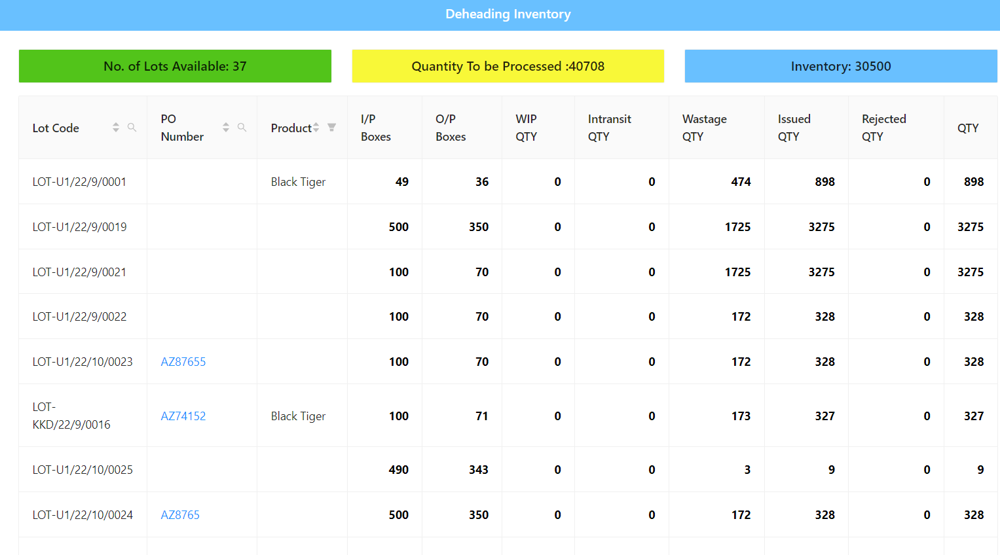 Deheading Inventory
No. of Lots Available: 37
Quantity To be Processed :40708
Inventory: 30500
Lot Code PO Number Product I/P Boxes O/P Boxes WIP QTY Intransit QTY Wastage QTY Issued QTY Rejected QTY QTY
LOT-U1/22/9/0001 Black Tiger 49 36 0 0 474 898 0 898
LOT-U1/22/9/0019 500 350 0 0 1725 3275 0 3275
LOT-U1/22/9/0021 100 70 0 0 1725 3275 0 3275
LOT-U1/22/9/0022 100 70 0 0 172 328 0 328
LOT-U1/22/10/0023 AZ87655 100 70 0 0 172 328 0 328
LOT-
KKD/22/9/0016 AZ74152 Black Tiger 100 71 0 0 173 327 0 327
LOT-U1/22/10/0025 490 343 0 0 3 9 0 9
LOT-U1/22/10/0024 AZ8765 500 350 0 0 172 328 0 328